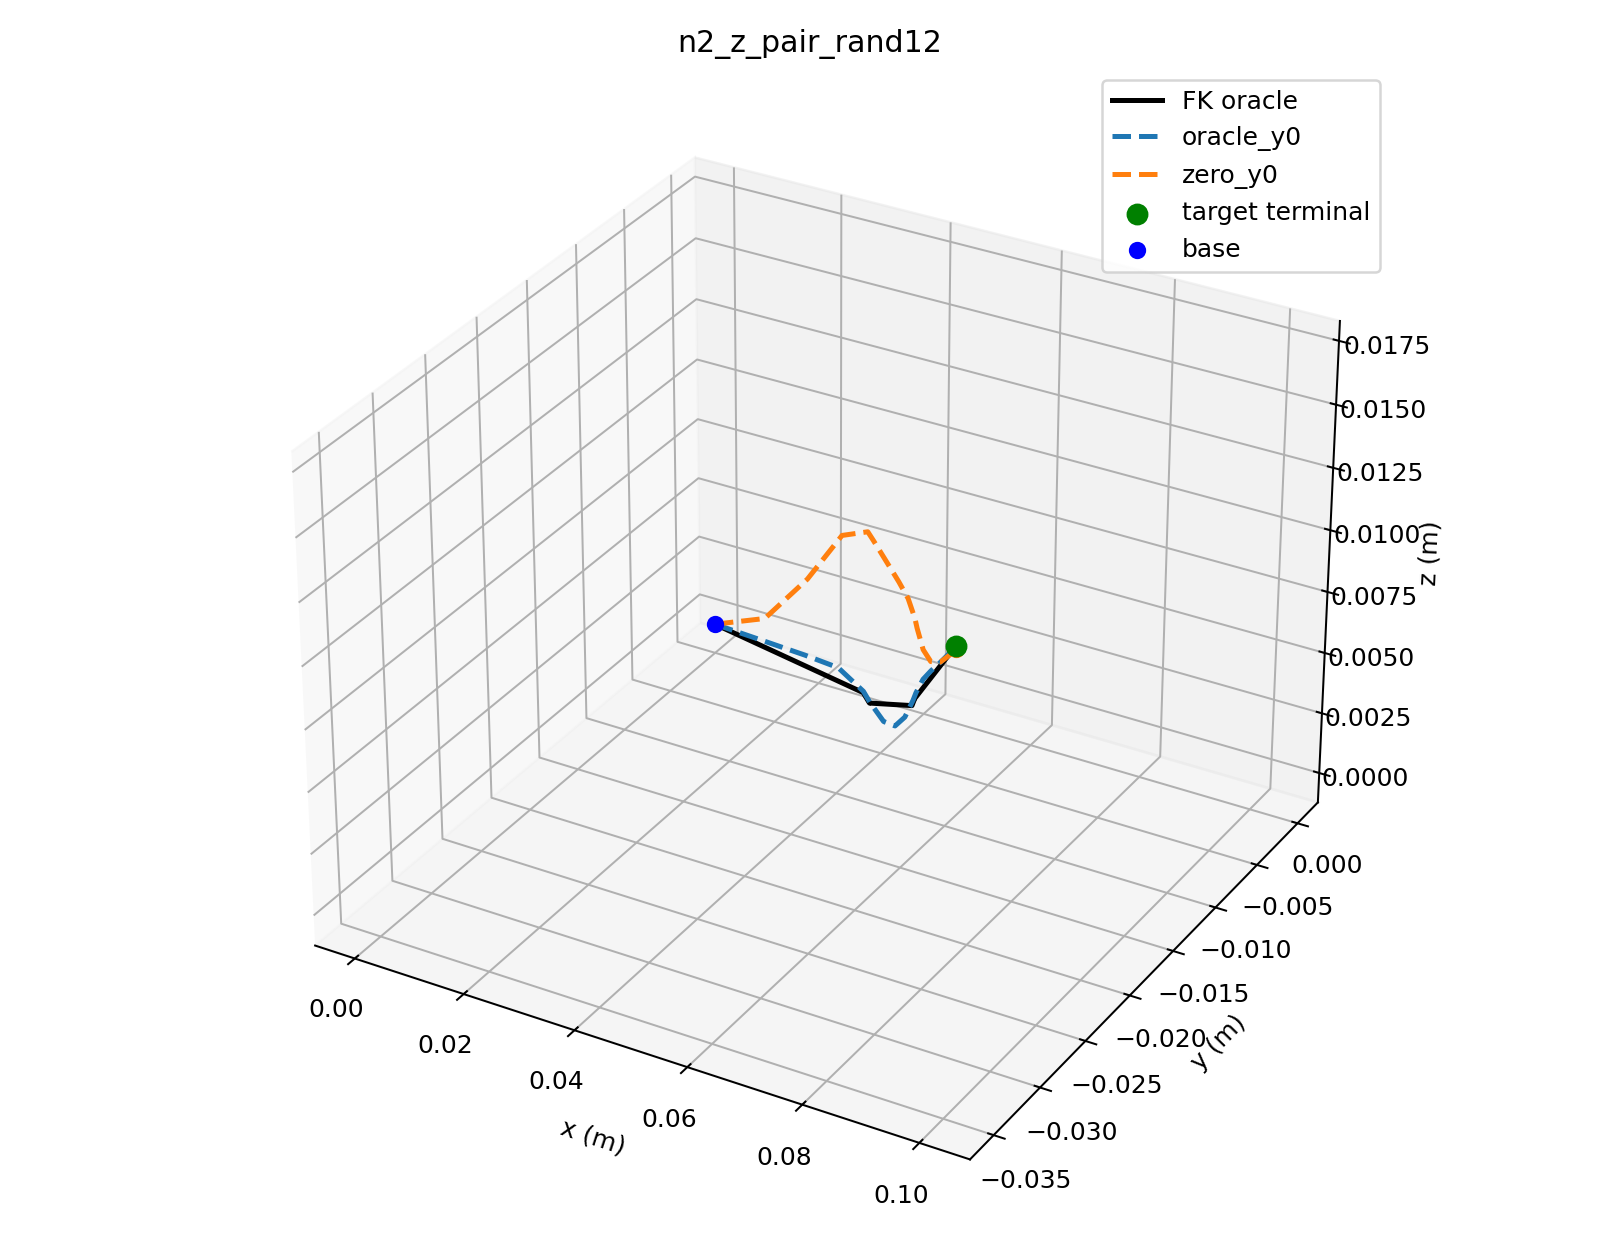 n2_z_pair_rand12
FK oracle
oracle_y0
zero_y0
target terminal
base
0.0175
0.0150
0.0125
0.0100
0.0075
0.0050
0.0025
0.0000
z (m)
0.000
−0.005
−0.010
−0.015
−0.020
−0.025
−0.030
−0.035
y (m)
0.00
0.02
0.04
0.06
0.08
0.10
x (m)